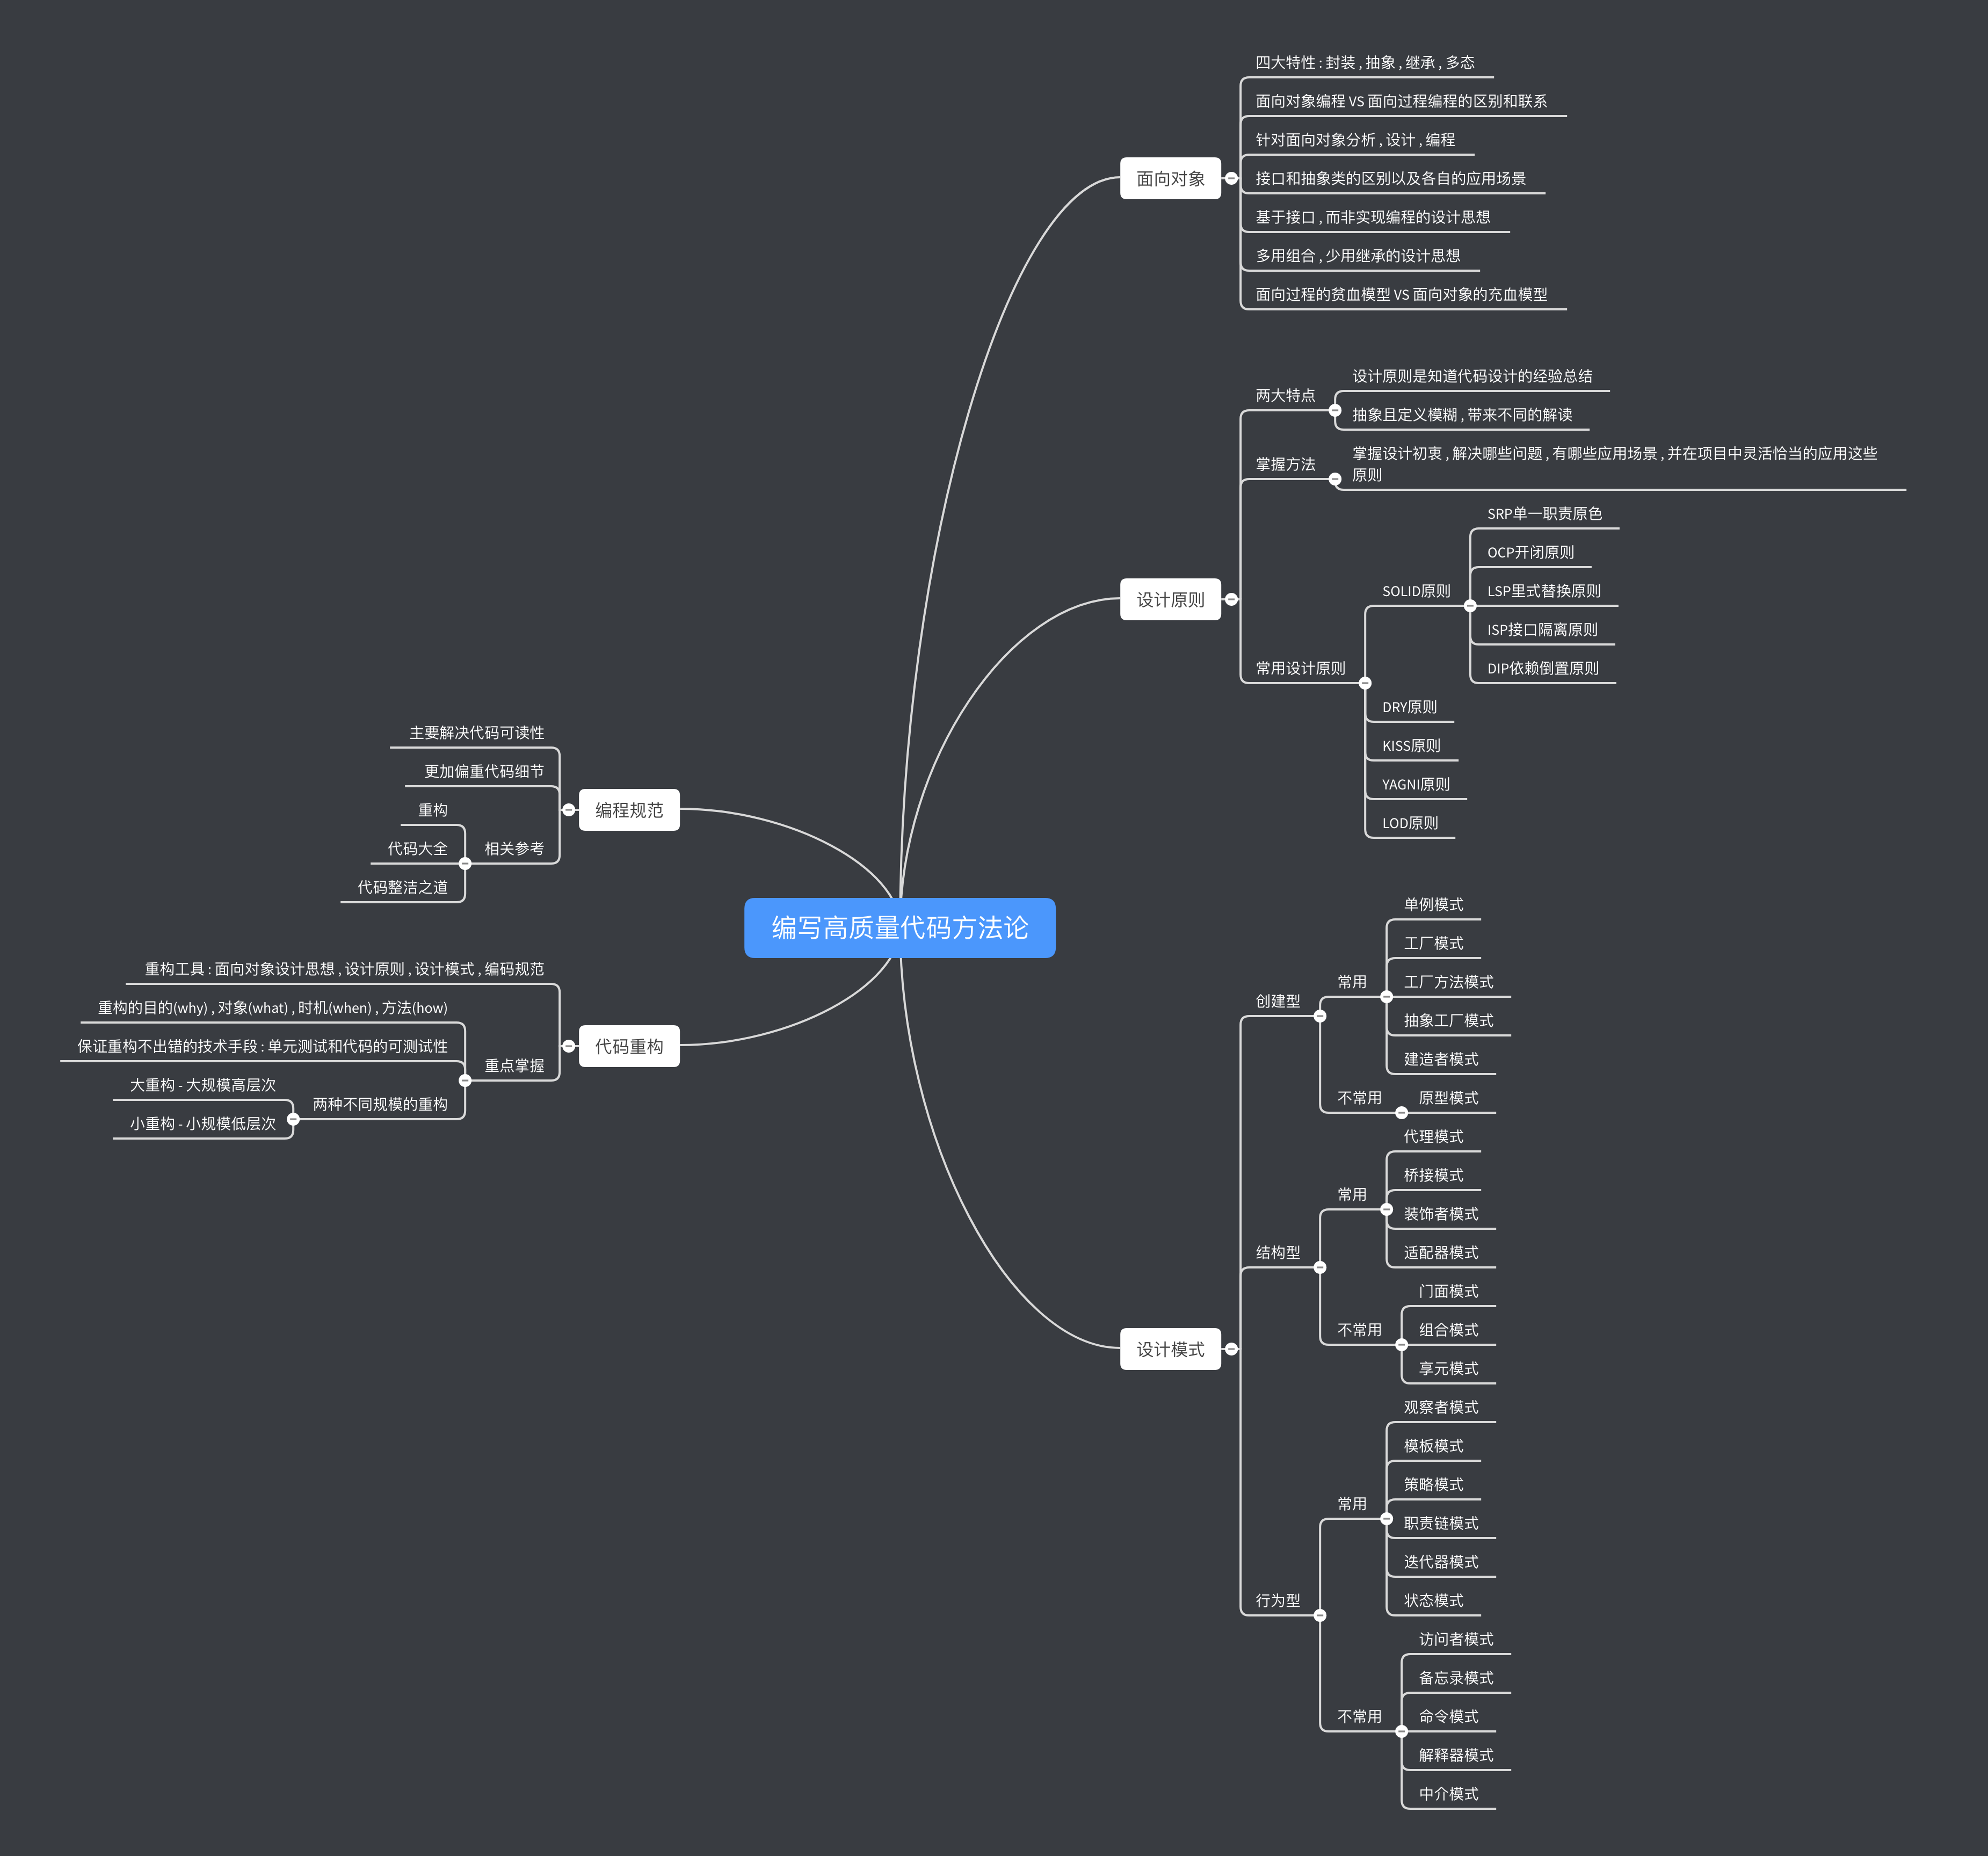 编写高质量代码方法论
面向对象
四大特性 : 封装 , 抽象 , 继承 , 多态
面向对象编程 VS 面向过程编程的区别和联系
针对面向对象分析 , 设计 , 编程
接口和抽象类的区别以及各自的应用场景
基于接口 , 而非实现编程的设计思想
多用组合 , 少用继承的设计思想
面向过程的贫血模型 VS 面向对象的充血模型
设计原则
两大特点
设计原则是知道代码设计的经验总结
抽象且定义模糊 , 带来不同的解读
掌握方法
掌握设计初衷 , 解决哪些问题 , 有哪些应用场景 , 并在项目中灵活恰当的应用这些
原则
常用设计原则
SOLID原则
SRP单一职责原色
OCP开闭原则
LSP里式替换原则
ISP接口隔离原则
DIP依赖倒置原则
DRY原则
KISS原则
YAGNI原则
LOD原则
设计模式
创建型
常用
单例模式
工厂模式
工厂方法模式
抽象工厂模式
建造者模式
不常用
原型模式
结构型
常用
代理模式
桥接模式
装饰者模式
适配器模式
不常用
门面模式
组合模式
享元模式
行为型
常用
观察者模式
模板模式
策略模式
职责链模式
迭代器模式
状态模式
不常用
访问者模式
备忘录模式
命令模式
解释器模式
中介模式
编程规范
主要解决代码可读性
更加偏重代码细节
相关参考
重构
代码大全
代码整洁之道
代码重构
重构工具 : 面向对象设计思想 , 设计原则 , 设计模式 , 编码规范
重点掌握
重构的目的(why) , 对象(what) , 时机(when) , 方法(how)
保证重构不出错的技术手段 : 单元测试和代码的可测试性
两种不同规模的重构
大重构 - 大规模高层次
小重构 - 小规模低层次